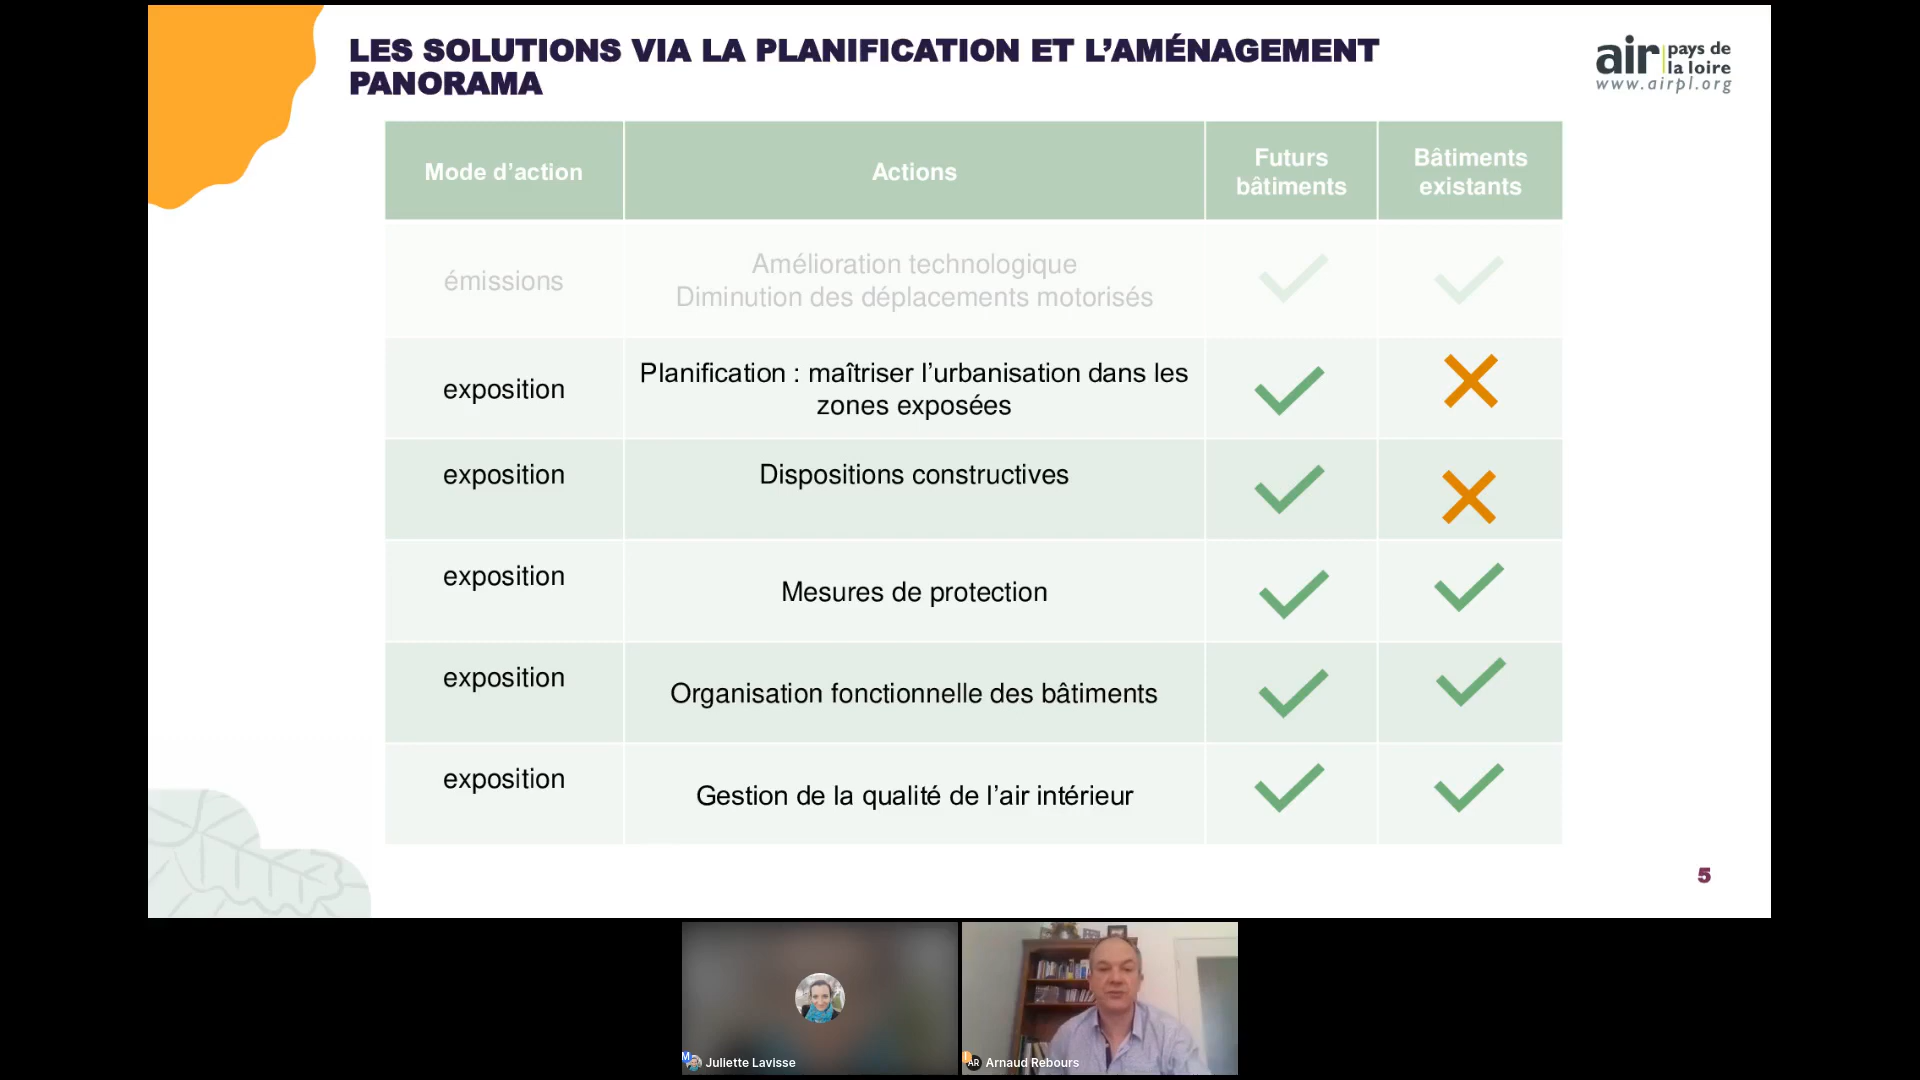 LES SOLUTIONS VIA LA PLANIFICATION ET L’AMÉNAGEMENT
PANORAMA
air pays de
la loire
www.airpl.org
Mode d’action
Actions
Futurs
bâtiments
Bâtiments
existants
émissions
Amélioration technologique
Diminution des déplacements motorisés
exposition
Planification : maîtriser l’urbanisation dans les
zones exposées
exposition
Dispositions constructives
exposition
Mesures de protection
exposition
Organisation fonctionnelle des bâtiments
exposition
Gestion de la qualité de l’air intérieur
5
M
Juliette Lavisse
AR
Arnaud Rebours